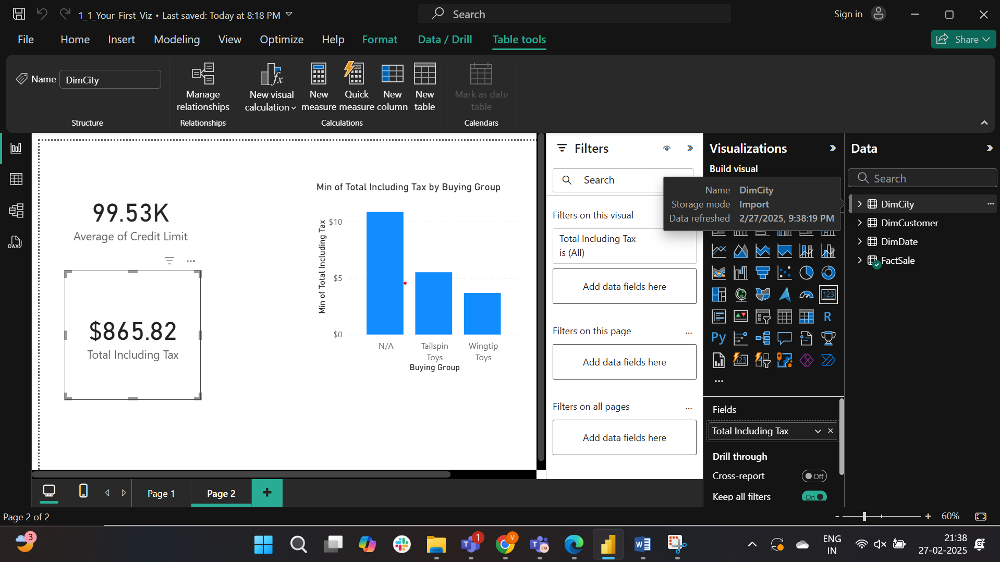 1_1_Your_First_Viz • Last saved: Today at 8:18 PM
Search
Sign in
File
Home
Insert
Modeling
View
Optimize
Help
Format
Data / Drill
Table tools
Share
Name
DimCity
Structure
Manage
relationships
Relationships
New visual
calculation
New
measure
Quick
measure
New
column
New
table
Calculations
Mark as date
table
Calendars
99.53K
Average of Credit Limit
$865.82
Total Including Tax
Min of Total Including Tax by Buying Group
Min of Total Including Tax
$10
$5
$0
N/A
Tailspin
Toys
Wingtip
Toys
Buying Group
Filters
Search
Filters on this visual
Total Including Tax
is (All)
Add data fields here
Filters on this page
...
Add data fields here
Filters on all pages
...
Add data fields here
Visualizations
Build visual
Name DimCity
Storage mode Import
Data refreshed 2/27/2025, 9:38:19 PM
123
R
Py
123
Fields
Total Including Tax
Drill through
Cross-report
Off
Keep all filters
On
Data
Search
DimCity
DimCustomer
DimDate
FactSale
DAX
Page 1
Page 2
+
Page 2 of 2
- + 60%
3
1
V
T
T
VM
W
ENG
IN
21:38
27-02-2025